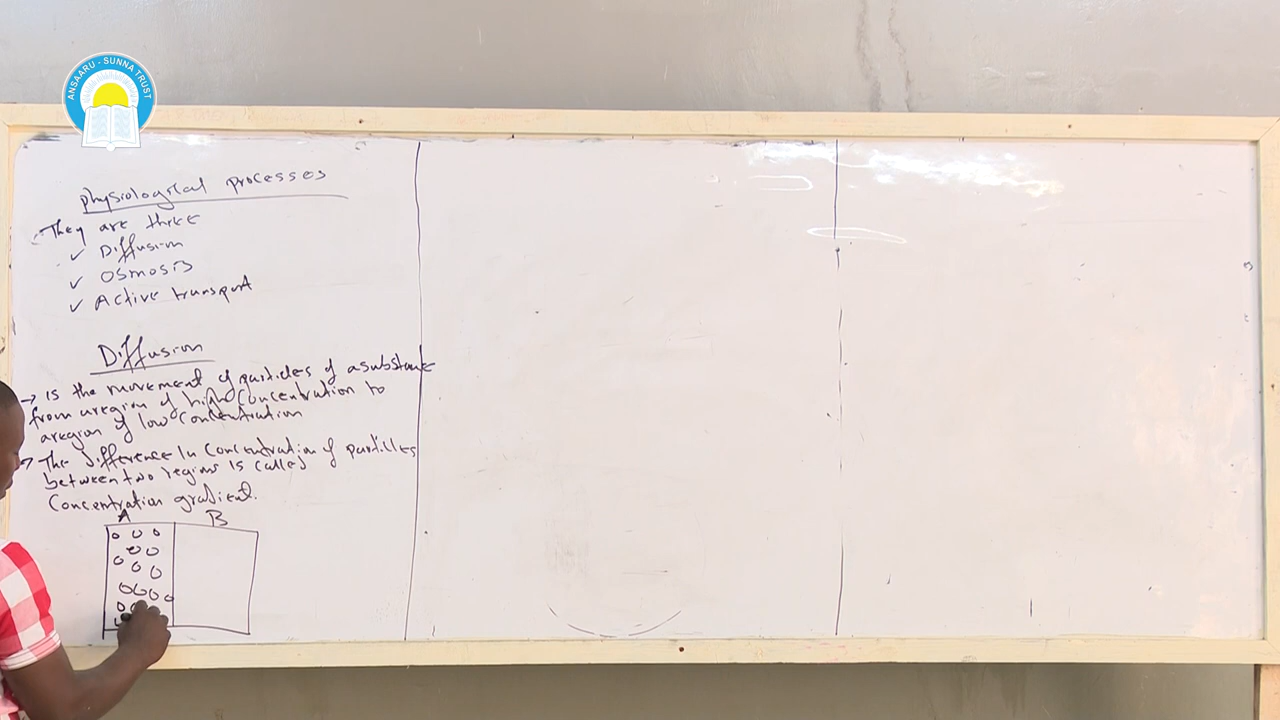 ANSAARU - SUNNA TRUST
physiological processes
They are three
✓ Diffusion
✓ Osmosis
✓ Active transport
Diffusion
→ is the movement of particles of a substance
from a region of high concentration to
a region of low concentration
→ The difference in concentration of particles
between two regions is called
Concentration gradient.
A B